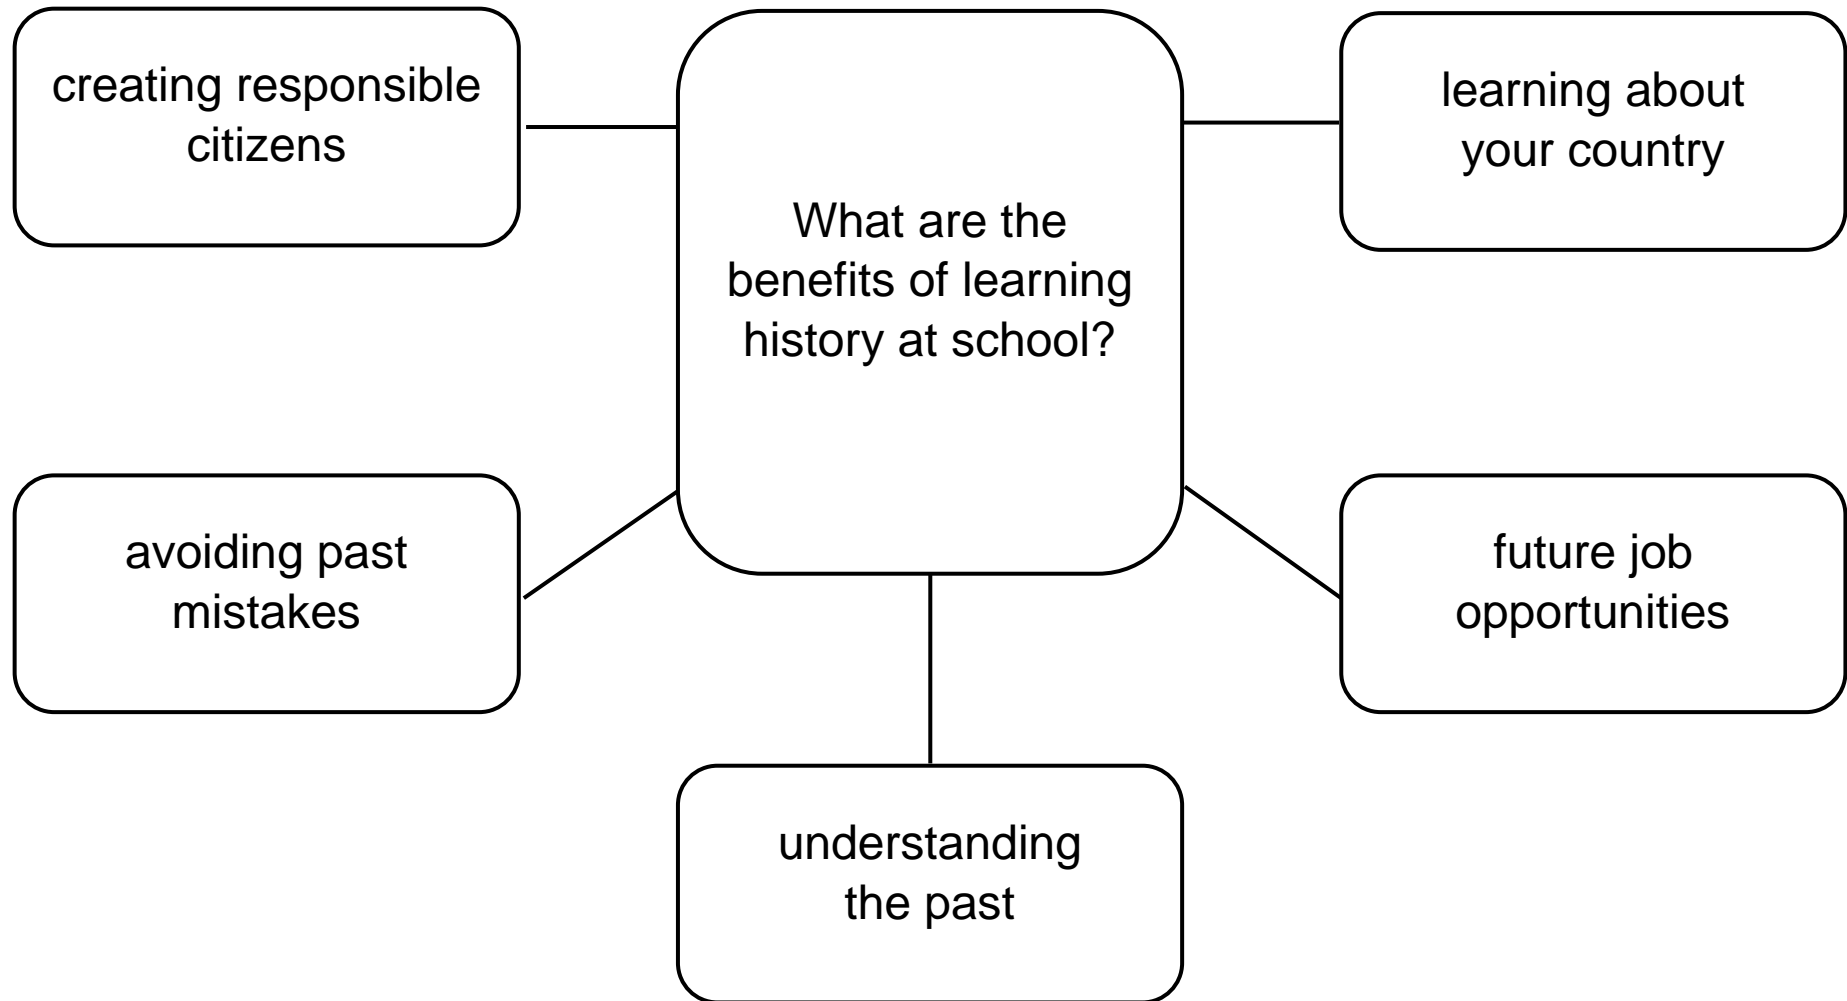 creating responsible
citizens
What are the
benefits of learning
history at school?
learning about
your country
avoiding past
mistakes
future job
opportunities
understanding
the past